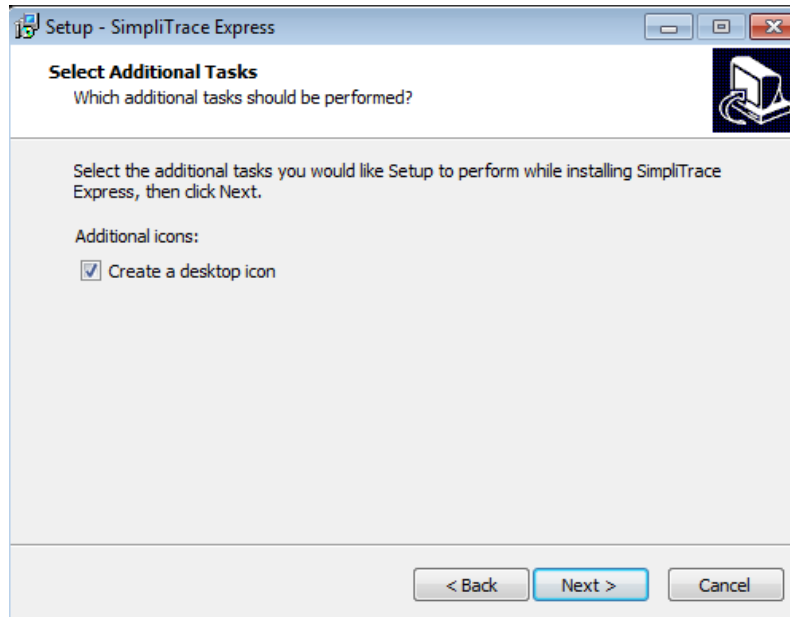 Setup - SimpliTrace Express
Select Additional Tasks
Which additional tasks should be performed?
Select the additional tasks you would like Setup to perform while installing SimpliTrace
Express, then click Next.
Additional icons:
Create a desktop icon
< Back
Next >
Cancel